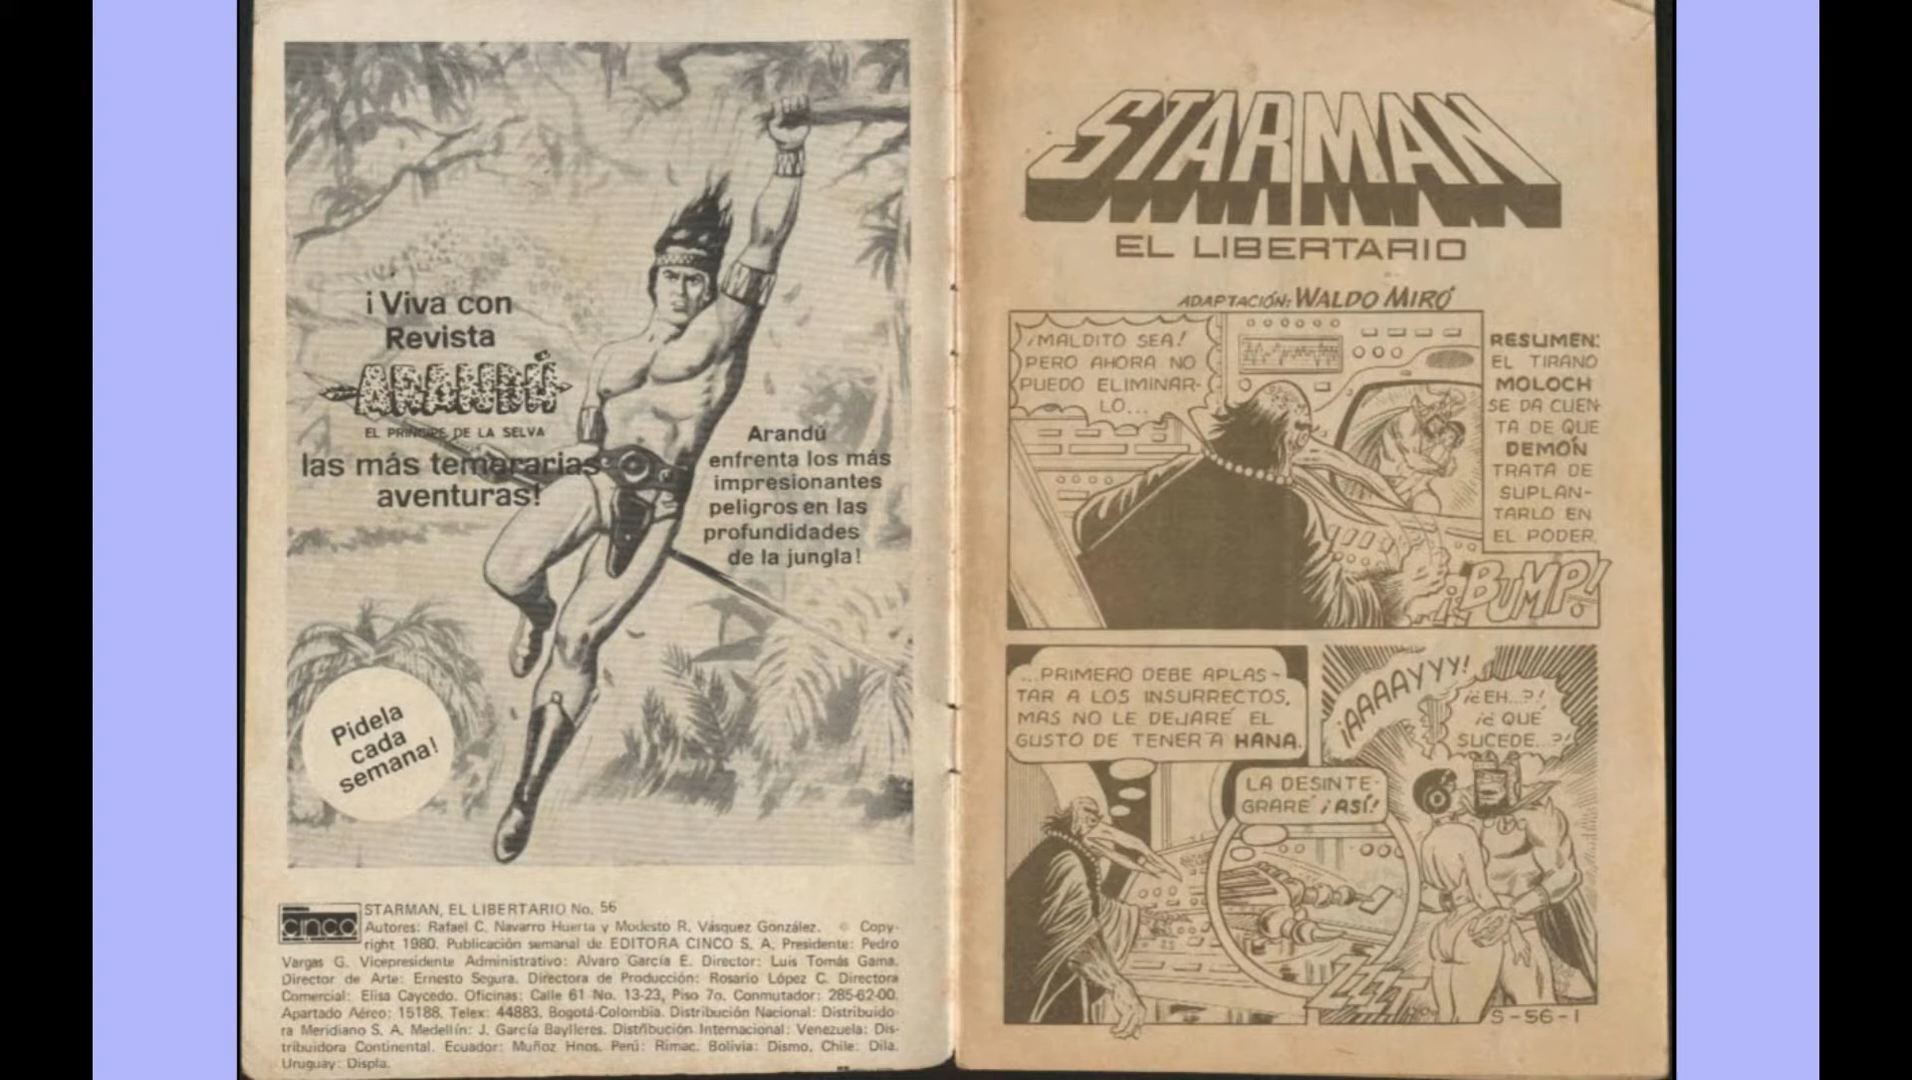 ¡Viva con
Revista
ARANDÚ
EL PRÍNCIPE DE LA SELVA
las más temerarias
aventuras!
Arandú
enfrenta los más
impresionantes
peligros en las
profundidades
de la jungla!
Pídela
cada
semana!
cinco
STARMAN, EL LIBERTARIO No. 56
Autores: Rafael C. Navarro Huerta y Modesto R. Vásquez González. © Copy-
right 1980. Publicación semanal de EDITORA CINCO S. A. Presidente: Pedro
Vargas G. Vicepresidente Administrativo: Alvaro García E. Director: Luis Tomás Gama.
Director de Arte: Ernesto Segura. Directora de Producción: Rosario López C. Directora
Comercial: Elisa Caycedo. Oficinas: Calle 61 No. 13-23, Piso 7o. Conmutador: 285-62-00.
Apartado Aéreo: 15188. Telex: 44883. Bogotá-Colombia. Distribución Nacional: Distribuido-
ra Meridiano S. A. Medellín: J. García Baylleres. Distribución Internacional: Venezuela: Dis-
tribuidora Continental. Ecuador: Muñoz Hnos. Perú: Rimac. Bolivia: Dismo. Chile: Dila.
Uruguay: Displa.
STARMAN
EL LIBERTARIO
ADAPTACIÓN: WALDO MIRÓ
¡MALDITO SEA!
PERO AHORA NO
PUEDO ELIMINAR-
LO...
RESUMEN:
EL TIRANO
MOLOCH
SE DA CUEN-
TA DE QUE
DEMÓN
TRATA DE
SUPLAN-
TARLO EN
EL PODER.
¡BUMP!
...PRIMERO DEBE APLAS-
TAR A LOS INSURRECTOS,
MAS NO LE DEJARÉ EL
GUSTO DE TENER A HANA.
LA DESINTE-
GRARÉ ¡ASÍ!
¡AAAAYYY!
¡¿EH...?!
¡¿QUÉ
SUCEDE...?!
ZZZZT
S-56-1